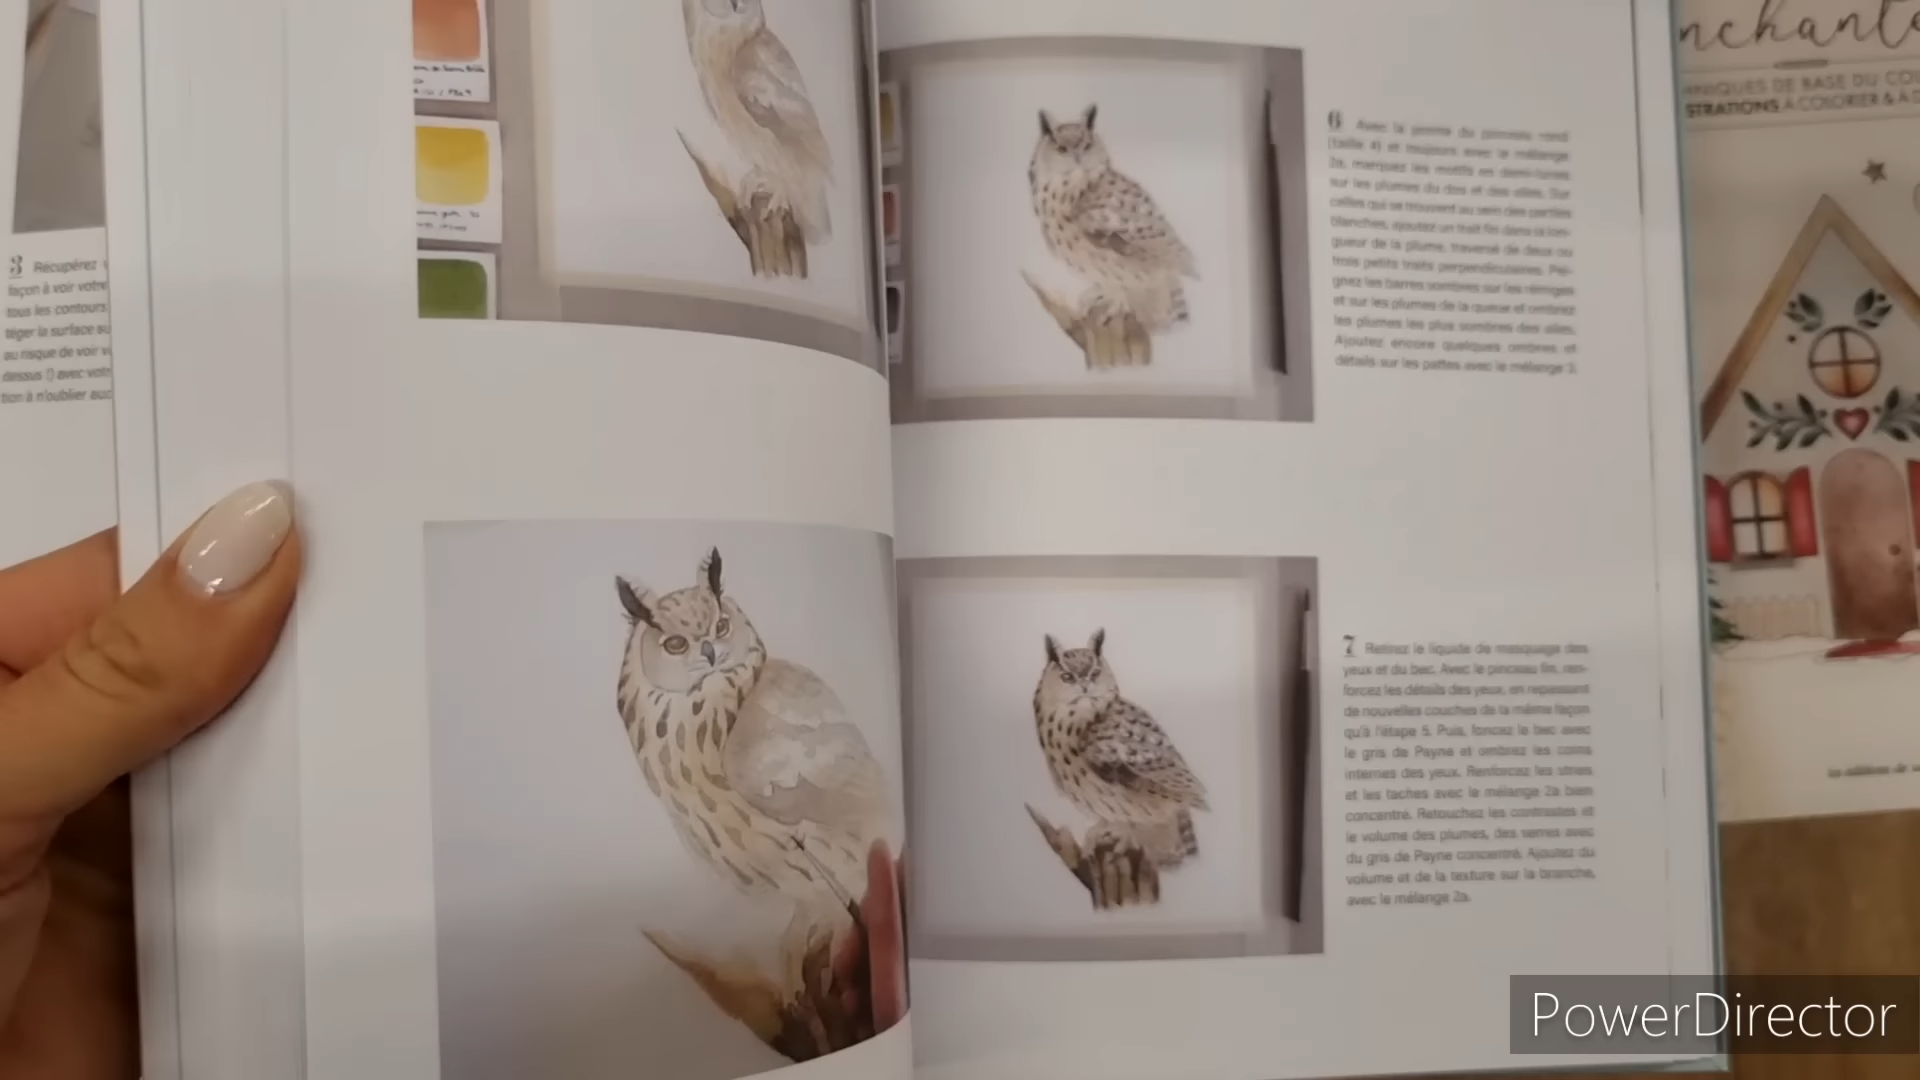 3 Récupérez
façon à voir votre
tous les contours
téger la surface su
au risque de voir v
dessus !) avec votr
tion à n'oublier auc
6 Avec la pointe du pinceau rond
(taille 4) et toujours avec le mélange
2a, marquez les motifs en demi-lunes
sur les plumes du dos et des ailes. Sur
celles qui se trouvent au sein des parties
blanches, ajoutez un trait fin dans la lon-
gueur de la plume, traversé de deux ou
trois petits traits perpendiculaires. Pei-
gnez les barres sombres sur les rémiges
et sur les plumes de la queue et ombrez
les plumes les plus sombres des ailes.
Ajoutez encore quelques ombres et
détails sur les pattes avec le mélange 3.
7 Retirez le liquide de masquage des
yeux et du bec. Avec le pinceau fin, ren-
forcez les détails des yeux, en repassant
de nouvelles couches de la même façon
qu'à l'étape 5. Puis, foncez le bec avec
le gris de Payne et ombrez les coins
internes des yeux. Renforcez les stries
et les taches avec le mélange 2a bien
concentré. Retouchez les contrastes et
le volume des plumes, des serres avec
du gris de Payne concentré. Ajoutez du
volume et de la texture sur la branche,
avec le mélange 2a.
nchante
HNIQUES DE BASE DU COL
STRATIONS À COLORIER & À D
PowerDirector